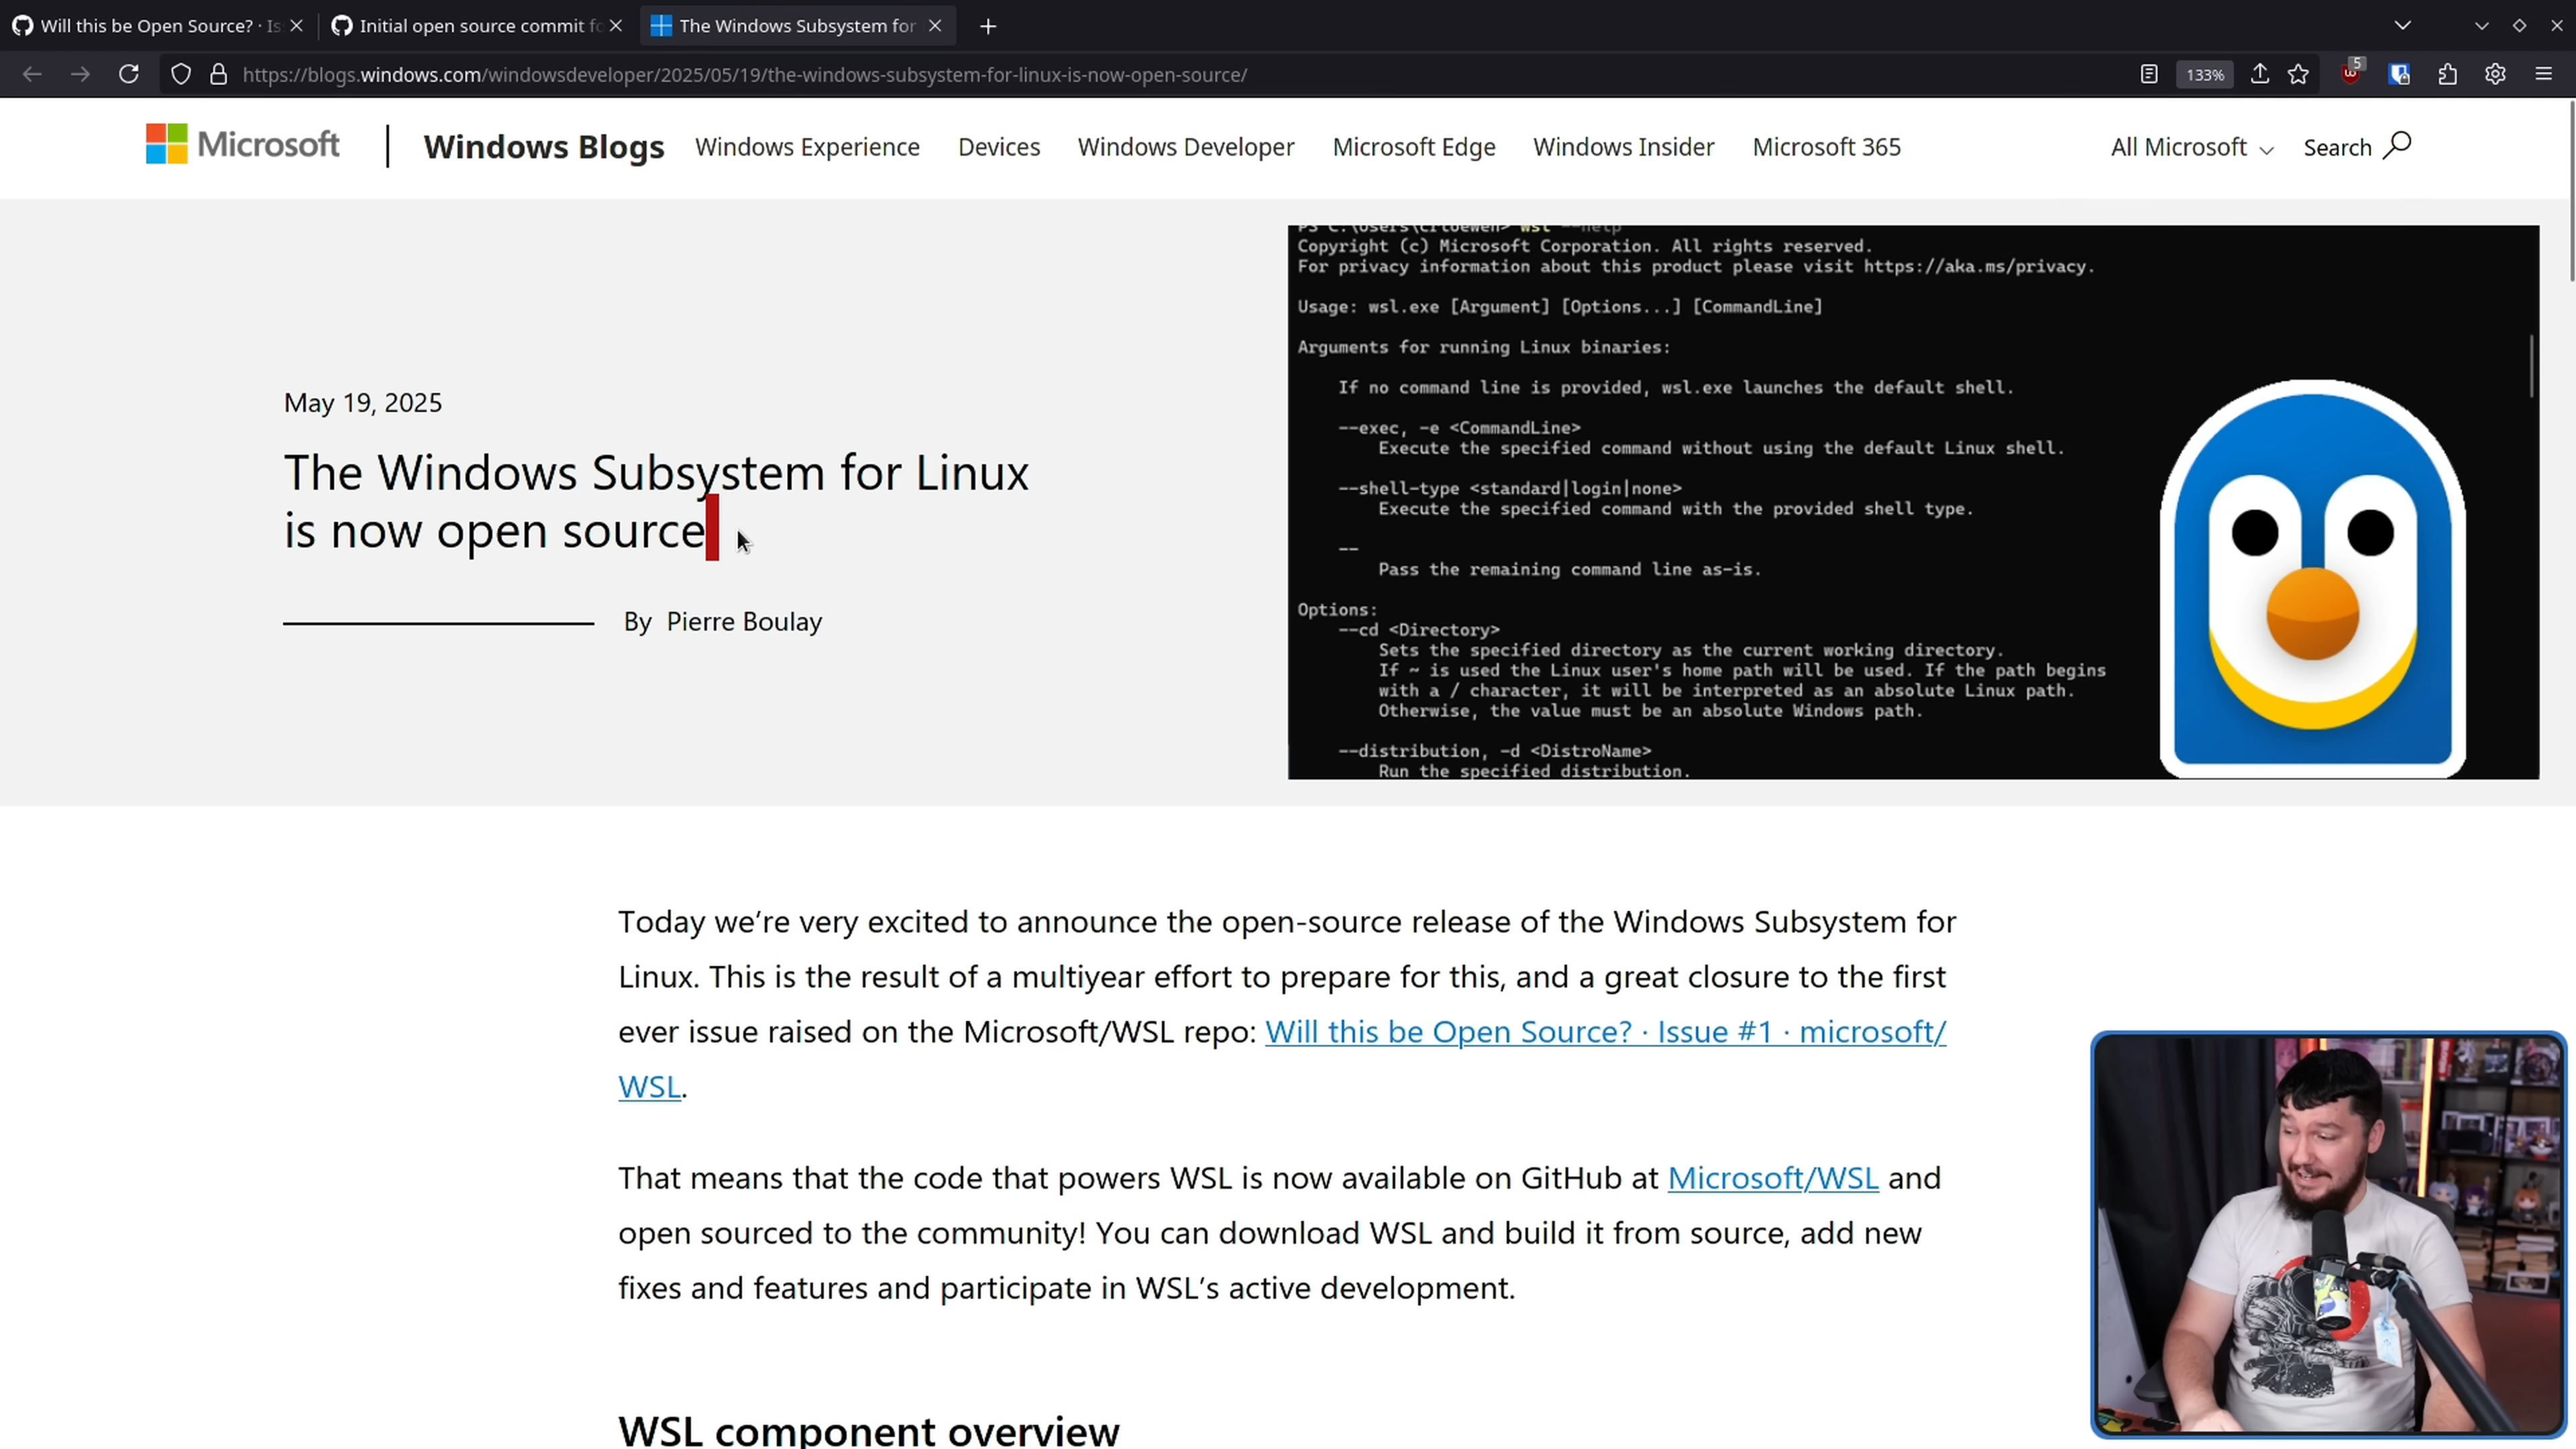 Will this be Open Source? · Is
Initial open source commit fo
The Windows Subsystem for
https://blogs.windows.com/windowsdeveloper/2025/05/19/the-windows-subsystem-for-linux-is-now-open-source/
133%
5
Microsoft
Windows Blogs
Windows Experience
Devices
Windows Developer
Microsoft Edge
Windows Insider
Microsoft 365
All Microsoft
Search
May 19, 2025
The Windows Subsystem for Linux
is now open source
By Pierre Boulay
PS C:\Users\crloewen> wsl --help
Copyright (c) Microsoft Corporation. All rights reserved.
For privacy information about this product please visit https://aka.ms/privacy.
Usage: wsl.exe [Argument] [Options...] [CommandLine]
Arguments for running Linux binaries:
If no command line is provided, wsl.exe launches the default shell.
--exec, -e <CommandLine>
Execute the specified command without using the default Linux shell.
--shell-type <standard|login|none>
Execute the specified command with the provided shell type.
--
Pass the remaining command line as-is.
Options:
--cd <Directory>
Sets the specified directory as the current working directory.
If ~ is used the Linux user's home path will be used. If the path begins
with a / character, it will be interpreted as an absolute Linux path.
Otherwise, the value must be an absolute Windows path.
--distribution, -d <DistroName>
Run the specified distribution.
Today we’re very excited to announce the open-source release of the Windows Subsystem for
Linux. This is the result of a multiyear effort to prepare for this, and a great closure to the first
ever issue raised on the Microsoft/WSL repo: Will this be Open Source? · Issue #1 · microsoft/
WSL.
That means that the code that powers WSL is now available on GitHub at Microsoft/WSL and
open sourced to the community! You can download WSL and build it from source, add new
fixes and features and participate in WSL’s active development.
WSL component overview